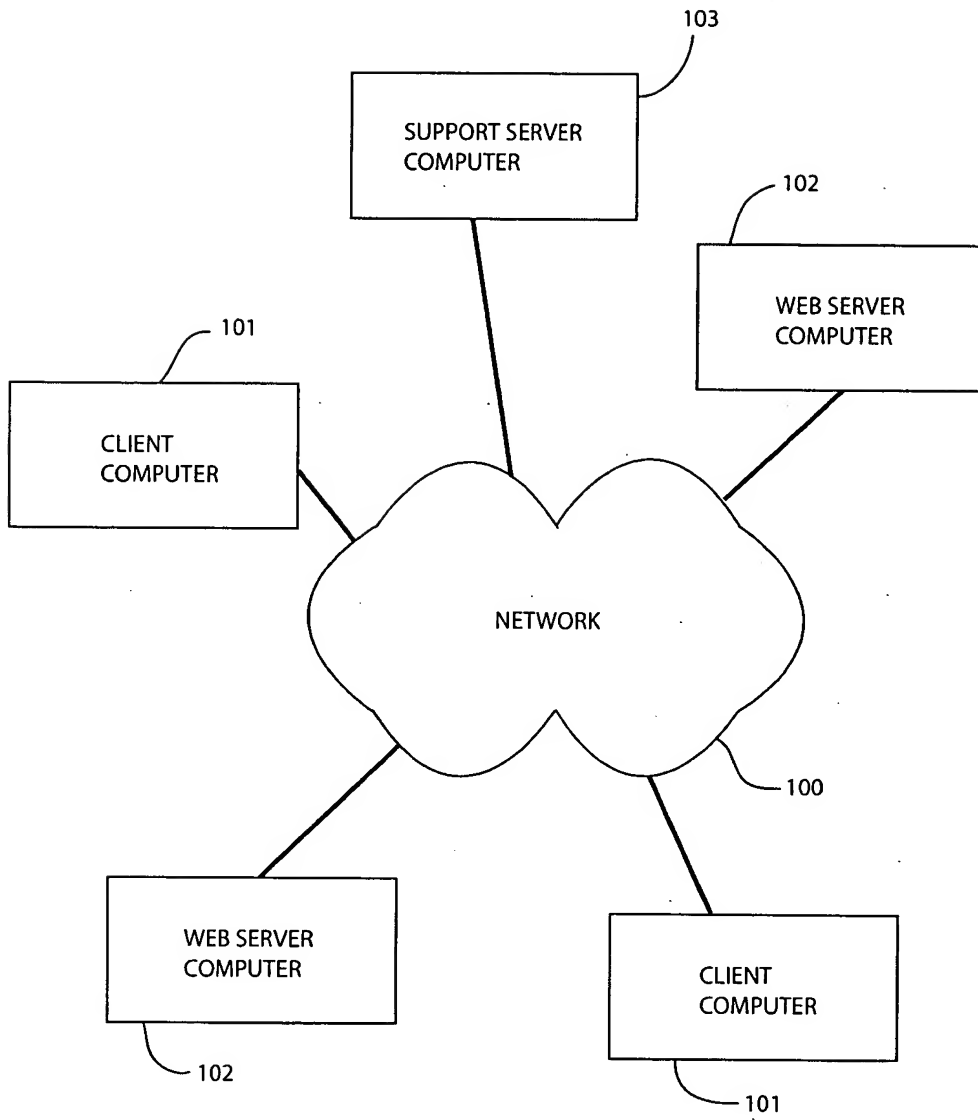 103
SUPPORT SERVER
COMPUTER
102
WEB SERVER
COMPUTER
101
CLIENT
COMPUTER
NETWORK
100
WEB SERVER
COMPUTER
102
CLIENT
COMPUTER
101